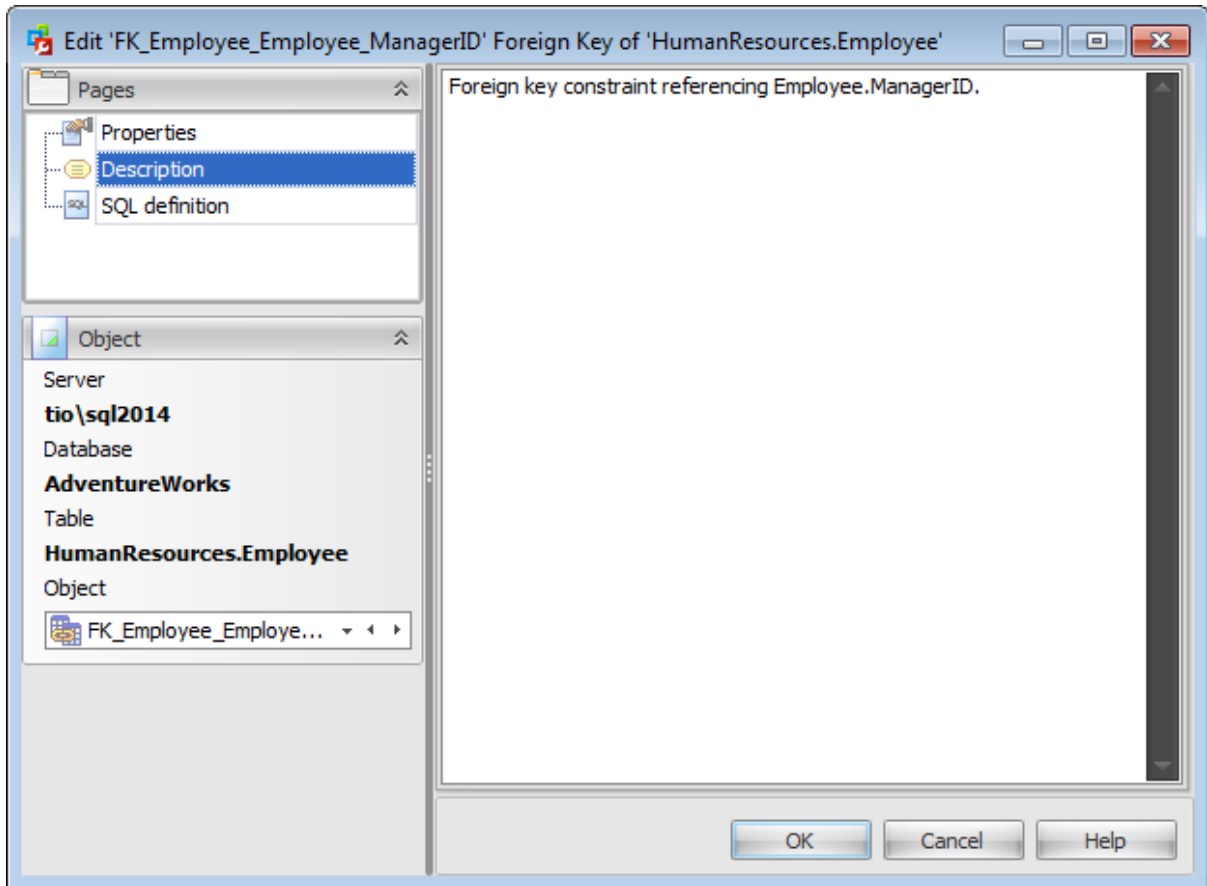 Edit 'FK_Employee_Employee_ManagerID' Foreign Key of 'HumanResources.Employee'
Pages
Properties
Description
SQL definition
Object
Server
tio\sql2014
Database
AdventureWorks
Table
HumanResources.Employee
Object
FK_Employee_Employe...
Foreign key constraint referencing Employee.ManagerID.
OK
Cancel
Help